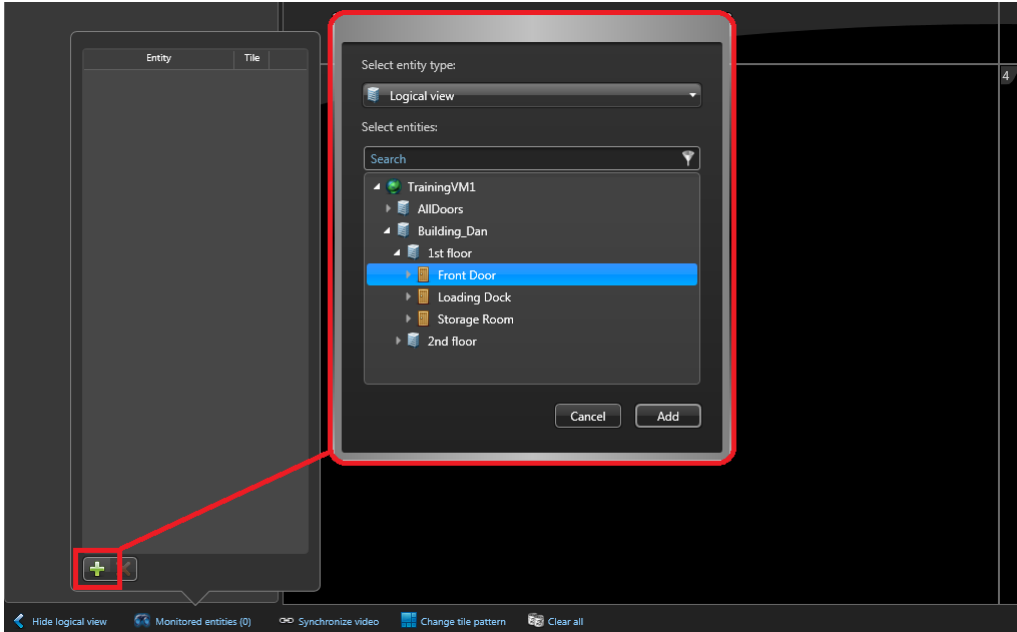 Entity Tile
Select entity type:
Logical view
Select entities:
Search
TrainingVM1
AllDoors
Building_Dan
1st floor
Front Door
Loading Dock
Storage Room
2nd floor
Cancel Add
4
Hide logical view Monitored entities (0) Synchronize video Change tile pattern Clear all